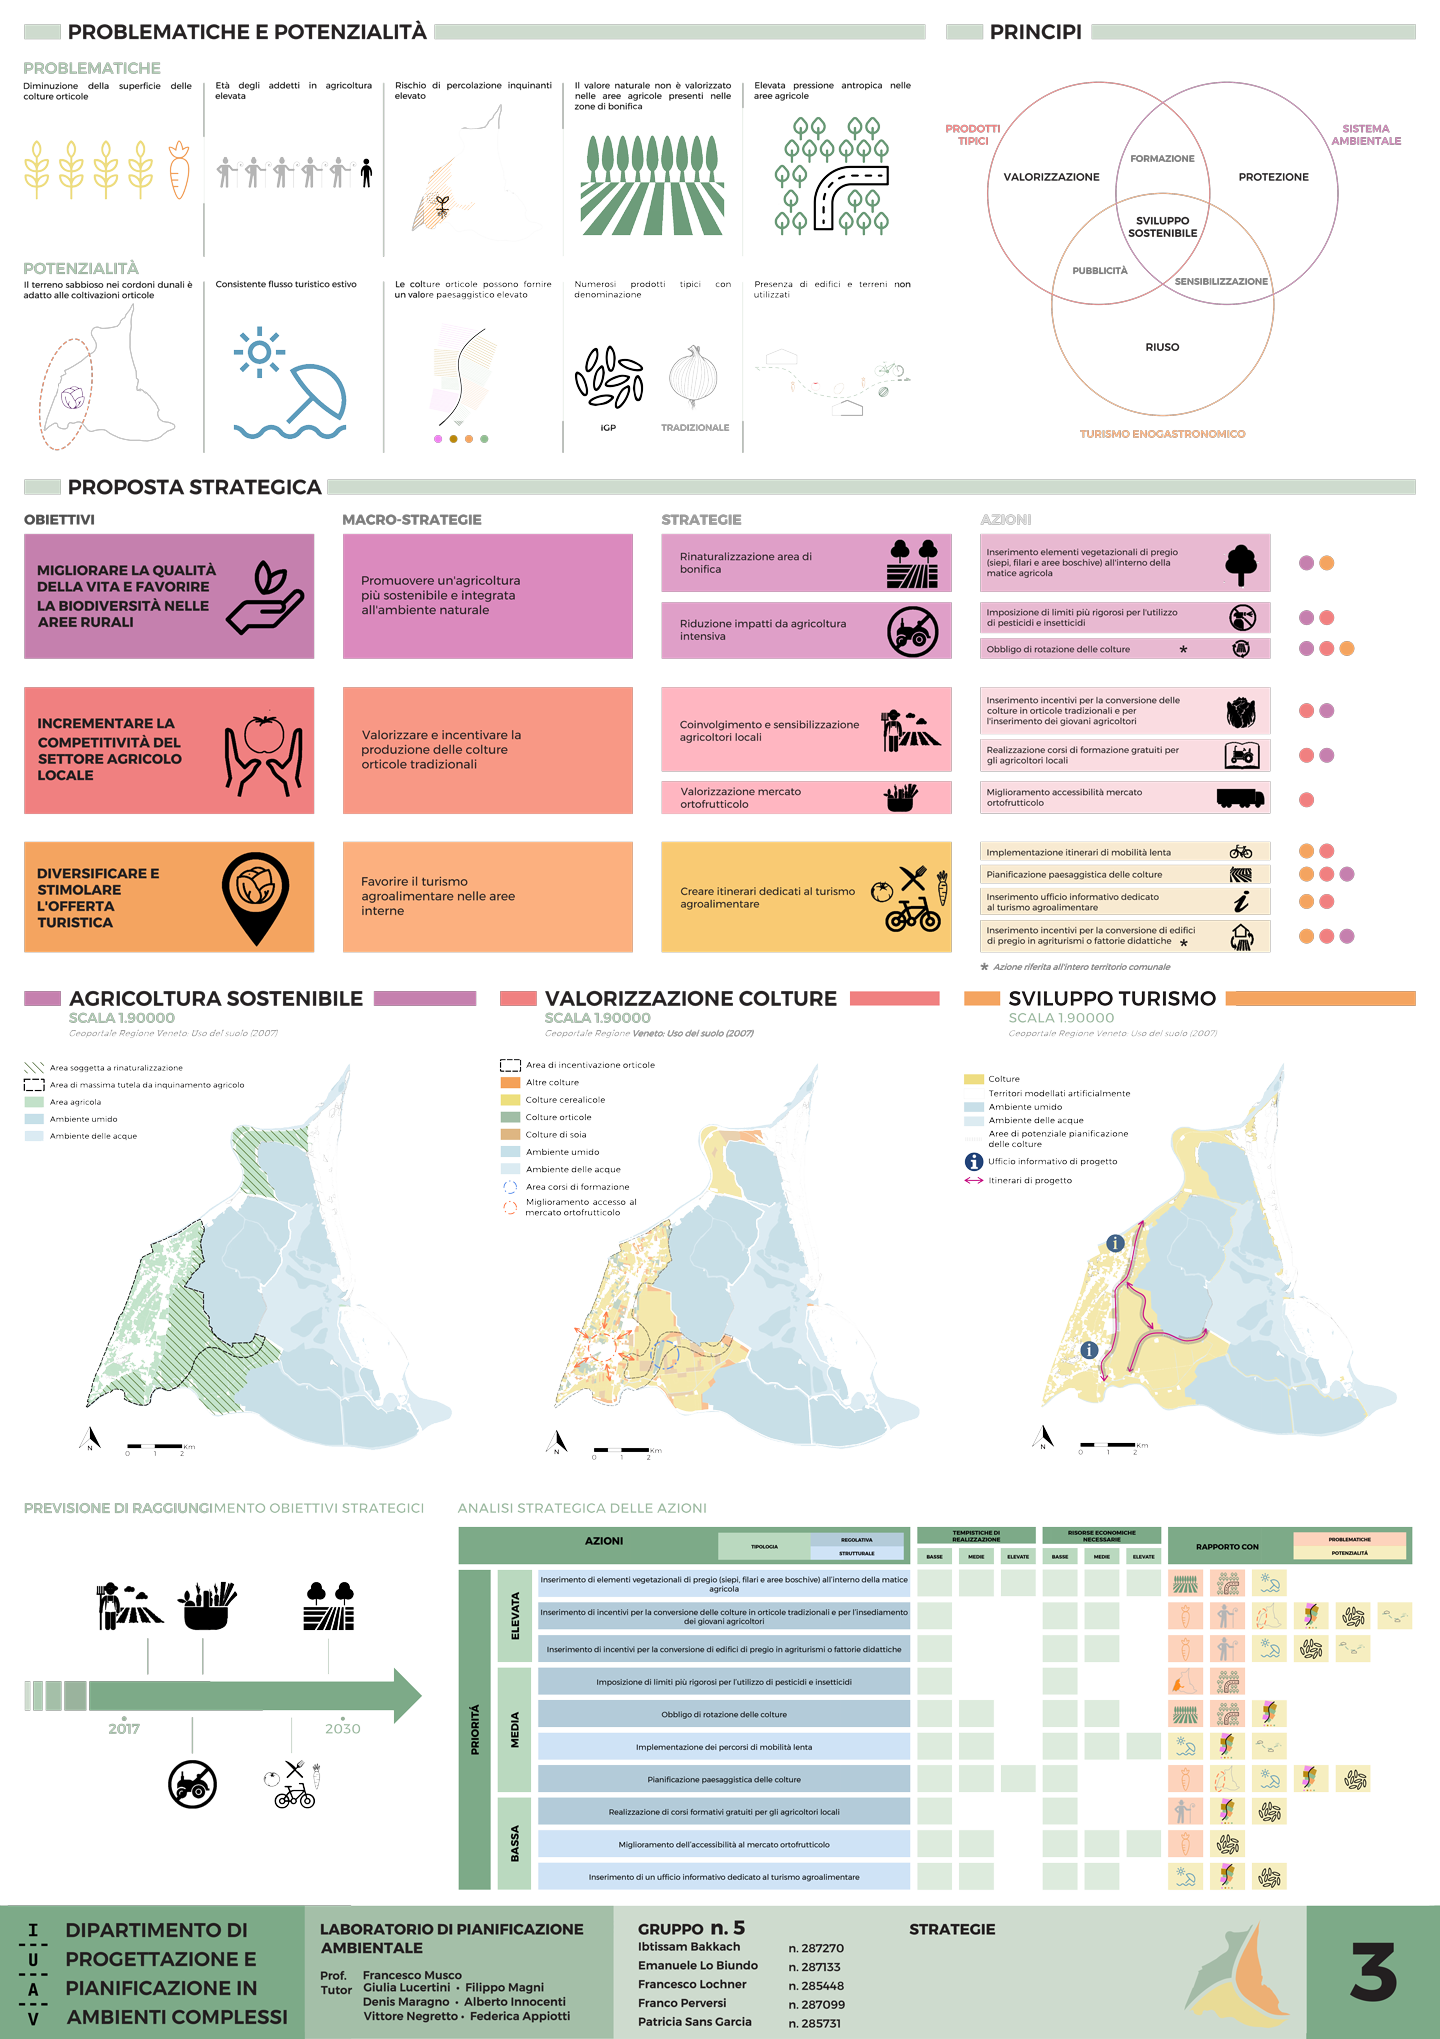 PROBLEMATICHE E POTENZIALITÀ
PROBLEMATICHE
Diminuzione della superficie delle
colture orticole
Età degli addetti in agricoltura
elevata
Rischio di percolazione inquinanti
elevato
Il valore naturale non è valorizzato
nelle aree agricole presenti nelle
zone di bonifica
Elevata pressione antropica nelle
aree agricole
POTENZIALITÀ
Il terreno sabbioso nei cordoni dunali è
adatto alle coltivazioni orticole
Consistente flusso turistico estivo
Le colture orticole possono fornire
un valore paesaggistico elevato
Numerosi prodotti tipici con
denominazione
IGP
TRADIZIONALE
Presenza di edifici e terreni non
utilizzati
PRINCIPI
PRODOTTI
TIPICI
SISTEMA
AMBIENTALE
FORMAZIONE
VALORIZZAZIONE
PROTEZIONE
SVILUPPO
SOSTENIBILE
PUBBLICITÀ
SENSIBILIZZAZIONE
RIUSO
TURISMO ENOGASTRONOMICO
PROPOSTA STRATEGICA
OBIETTIVI
MACRO-STRATEGIE
STRATEGIE
AZIONI
MIGLIORARE LA QUALITÀ
DELLA VITA E FAVORIRE
LA BIODIVERSITÀ NELLE
AREE RURALI
Promuovere un'agricoltura
più sostenibile e integrata
all'ambiente naturale
Rinaturalizzazione area di
bonifica
Riduzione impatti da agricoltura
intensiva
Inserimento elementi vegetazionali di pregio
(siepi, filari e aree boschive) all'interno della
matice agricola
Imposizione di limiti più rigorosi per l'utilizzo
di pesticidi e insetticidi
Obbligo di rotazione delle colture *
INCREMENTARE LA
COMPETITIVITÀ DEL
SETTORE AGRICOLO
LOCALE
Valorizzare e incentivare la
produzione delle colture
orticole tradizionali
Coinvolgimento e sensibilizzazione
agricoltori locali
Valorizzazione mercato
ortofrutticolo
Inserimento incentivi per la conversione delle
colture in orticole tradizionali e per
l'inserimento dei giovani agricoltori
Realizzazione corsi di formazione gratuiti per
gli agricoltori locali
Miglioramento accessibilità mercato
ortofrutticolo
DIVERSIFICARE E
STIMOLARE
L'OFFERTA
TURISTICA
Favorire il turismo
agroalimentare nelle aree
interne
Creare itinerari dedicati al turismo
agroalimentare
Implementazione itinerari di mobilità lenta
Pianificazione paesaggistica delle colture
Inserimento ufficio informativo dedicato
al turismo agroalimentare
i
Inserimento incentivi per la conversione di edifici
di pregio in agriturismi o fattorie didattiche *
* Azione riferita all'intero territorio comunale
AGRICOLTURA SOSTENIBILE
SCALA 1.90000
Geoportale Regione Veneto: Uso del suolo (2007)
Area soggetta a rinaturalizzazione
Area di massima tutela da inquinamento agricolo
Area agricola
Ambiente umido
Ambiente delle acque
N
0 1 2 Km
VALORIZZAZIONE COLTURE
SCALA 1.90000
Geoportale Regione Veneto: Uso del suolo (2007)
Area di incentivazione orticole
Altre colture
Colture cerealicole
Colture orticole
Colture di soia
Ambiente umido
Ambiente delle acque
Area corsi di formazione
Miglioramento accesso al
mercato ortofrutticolo
N
0 1 2 Km
SVILUPPO TURISMO
SCALA 1.90000
Geoportale Regione Veneto: Uso del suolo (2007)
Colture
Territori modellati artificialmente
Ambiente umido
Ambiente delle acque
Aree di potenziale pianificazione
delle colture
i Ufficio informativo di progetto
Itinerari di progetto
i
i
N
0 1 2 Km
PREVISIONE DI RAGGIUNGIMENTO OBIETTIVI STRATEGICI
2017
2030
ANALISI STRATEGICA DELLE AZIONI
AZIONI
TIPOLOGIA
REGOLATIVA
STRUTTURALE
TEMPISTICHE DI
REALIZZAZIONE
BASSE MEDIE ELEVATE
RISORSE ECONOMICHE
NECESSARIE
BASSE MEDIE ELEVATE
RAPPORTO CON
PROBLEMATICHE
POTENZIALITÀ
PRIORITÀ
ELEVATA
Inserimento di elementi vegetazionali di pregio (siepi, filari e aree boschive) all'interno della matice
agricola
Inserimento di incentivi per la conversione delle colture in orticole tradizionali e per l'insediamento
dei giovani agricoltori
Inserimento di incentivi per la conversione di edifici di pregio in agriturismi o fattorie didattiche
MEDIA
Imposizione di limiti più rigorosi per l'utilizzo di pesticidi e insetticidi
Obbligo di rotazione delle colture
Implementazione dei percorsi di mobilità lenta
Pianificazione paesaggistica delle colture
BASSA
Realizzazione di corsi formativi gratuiti per gli agricoltori locali
Miglioramento dell'accessibilità al mercato ortofrutticolo
Inserimento di un ufficio informativo dedicato al turismo agroalimentare
I
U
A
V
DIPARTIMENTO DI
PROGETTAZIONE E
PIANIFICAZIONE IN
AMBIENTI COMPLESSI
LABORATORIO DI PIANIFICAZIONE
AMBIENTALE
Prof. Francesco Musco
Tutor Giulia Lucertini • Filippo Magni
Denis Maragno • Alberto Innocenti
Vittore Negretto • Federica Appiotti
GRUPPO n. 5
Ibtissam Bakkach n. 287270
Emanuele Lo Biundo n. 287133
Francesco Lochner n. 285448
Franco Perversi n. 287099
Patricia Sans Garcia n. 285731
STRATEGIE
3